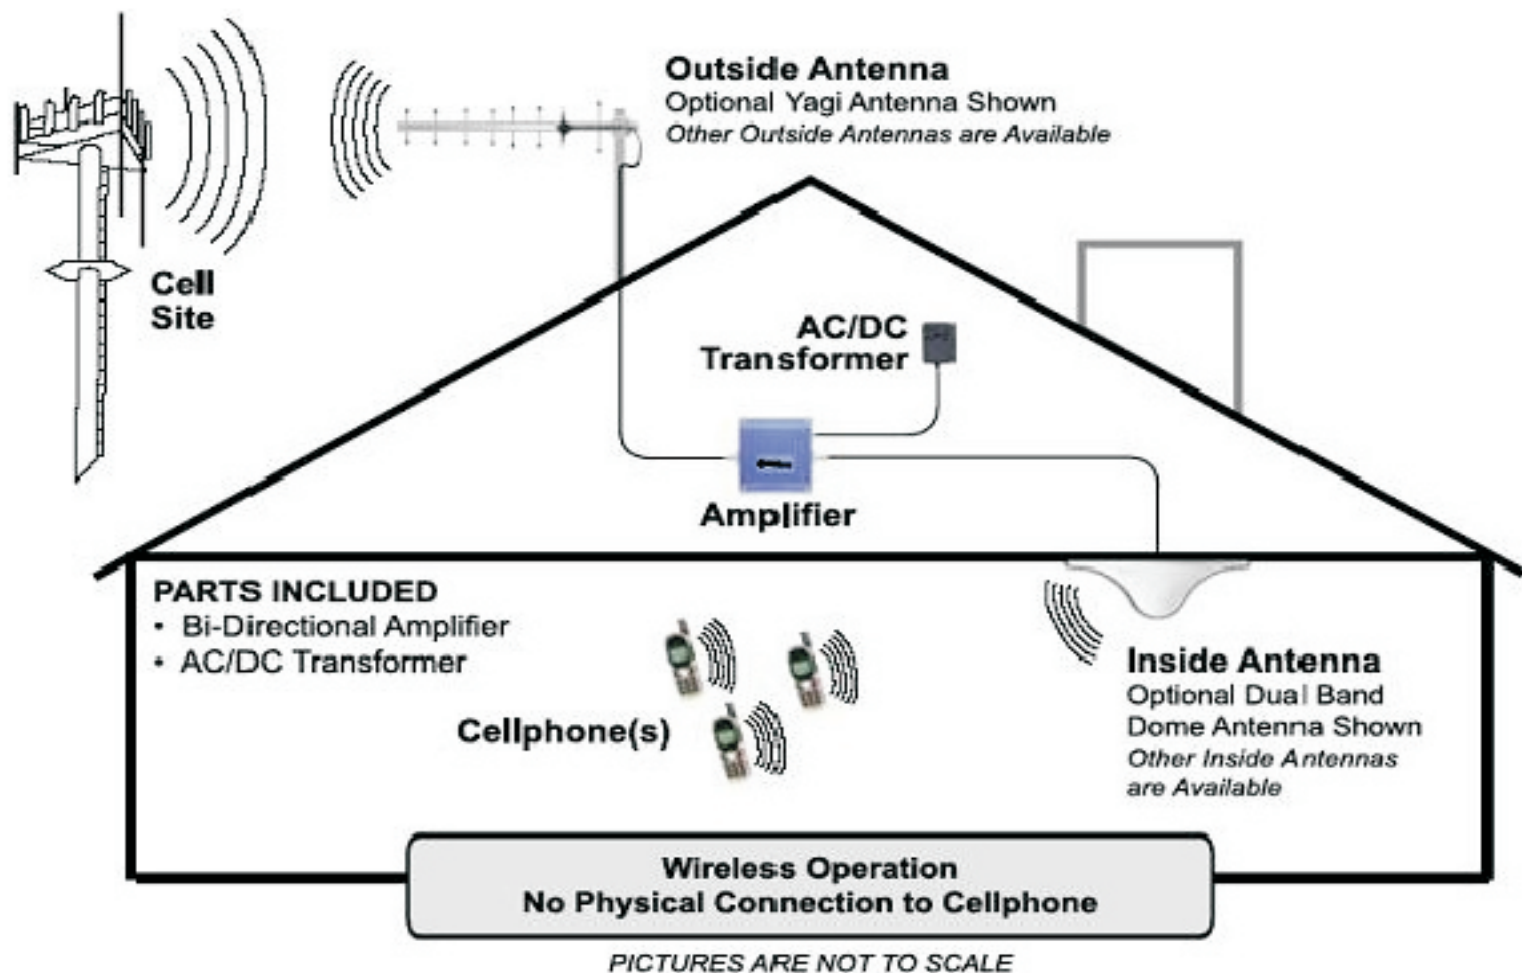 Outside Antenna
Optional Yagi Antenna Shown
Other Outside Antennas are Available
Cell
Site
AC/DC
Transformer
Amplifier
PARTS INCLUDED
• Bi-Directional Amplifier
• AC/DC Transformer
Cellphone(s)
Inside Antenna
Optional Dual Band
Dome Antenna Shown
Other Inside Antennas
are Available
Wireless Operation
No Physical Connection to Cellphone
PICTURES ARE NOT TO SCALE